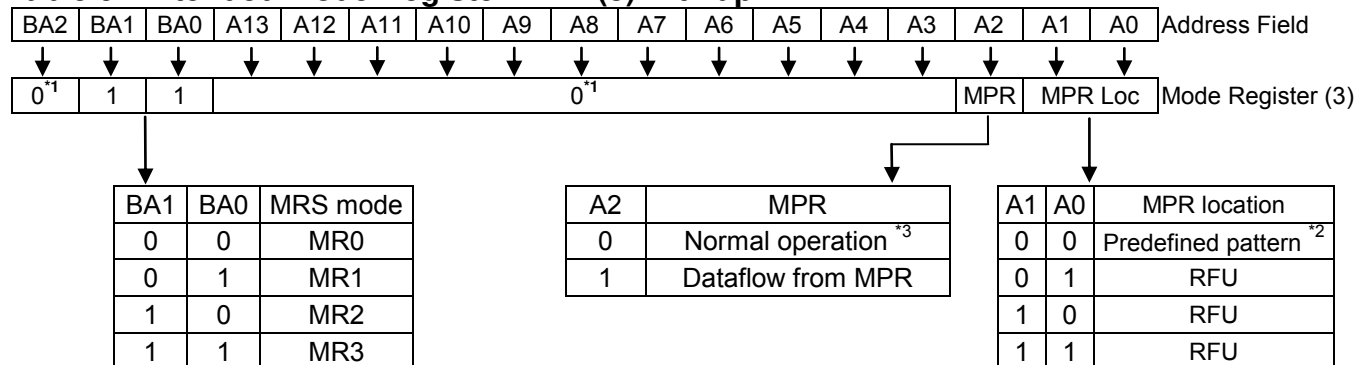 BA2 BA1 BA0 A13 A12 A11 A10 A9 A8 A7 A6 A5 A4 A3 A2 A1 A0 Address Field
0*1 1 1 0*1 MPR MPR Loc Mode Register (3)
BA1 BA0 MRS mode
0 0 MR0
0 1 MR1
1 0 MR2
1 1 MR3
A2 MPR
0 Normal operation *3
1 Dataflow from MPR
A1 A0 MPR location
0 0 Predefined pattern *2
0 1 RFU
1 0 RFU
1 1 RFU